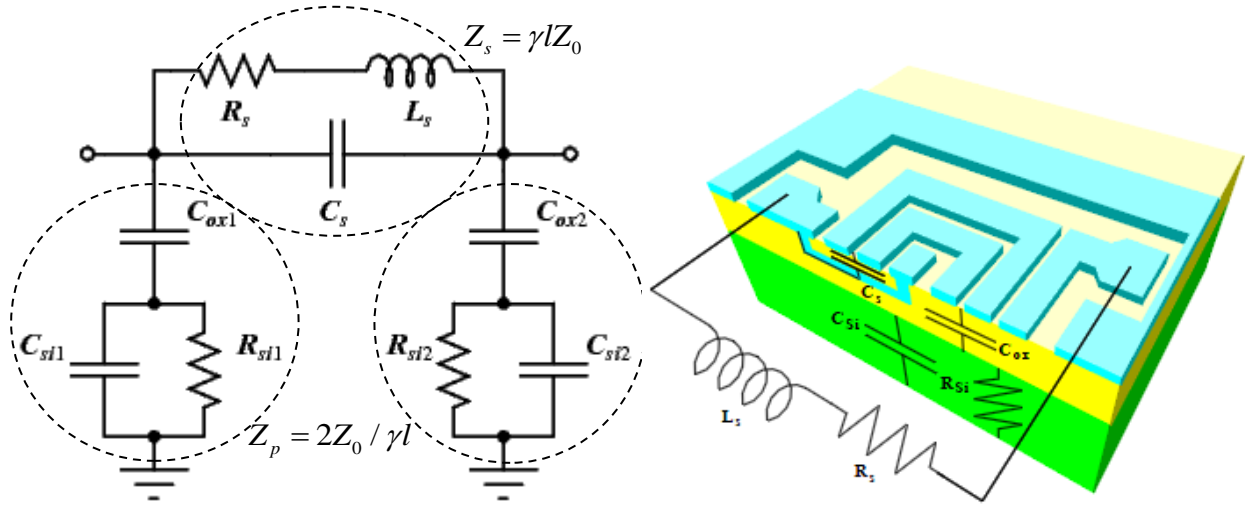 Z_s = γlZ_0
R_s
L_s
C_s
C_ox1
C_ox2
C_si1
R_si1
R_si2
C_si2
Z_p = 2Z_0 / γl
C_s
C_Si
C_ox
R_Si
L_s
R_s